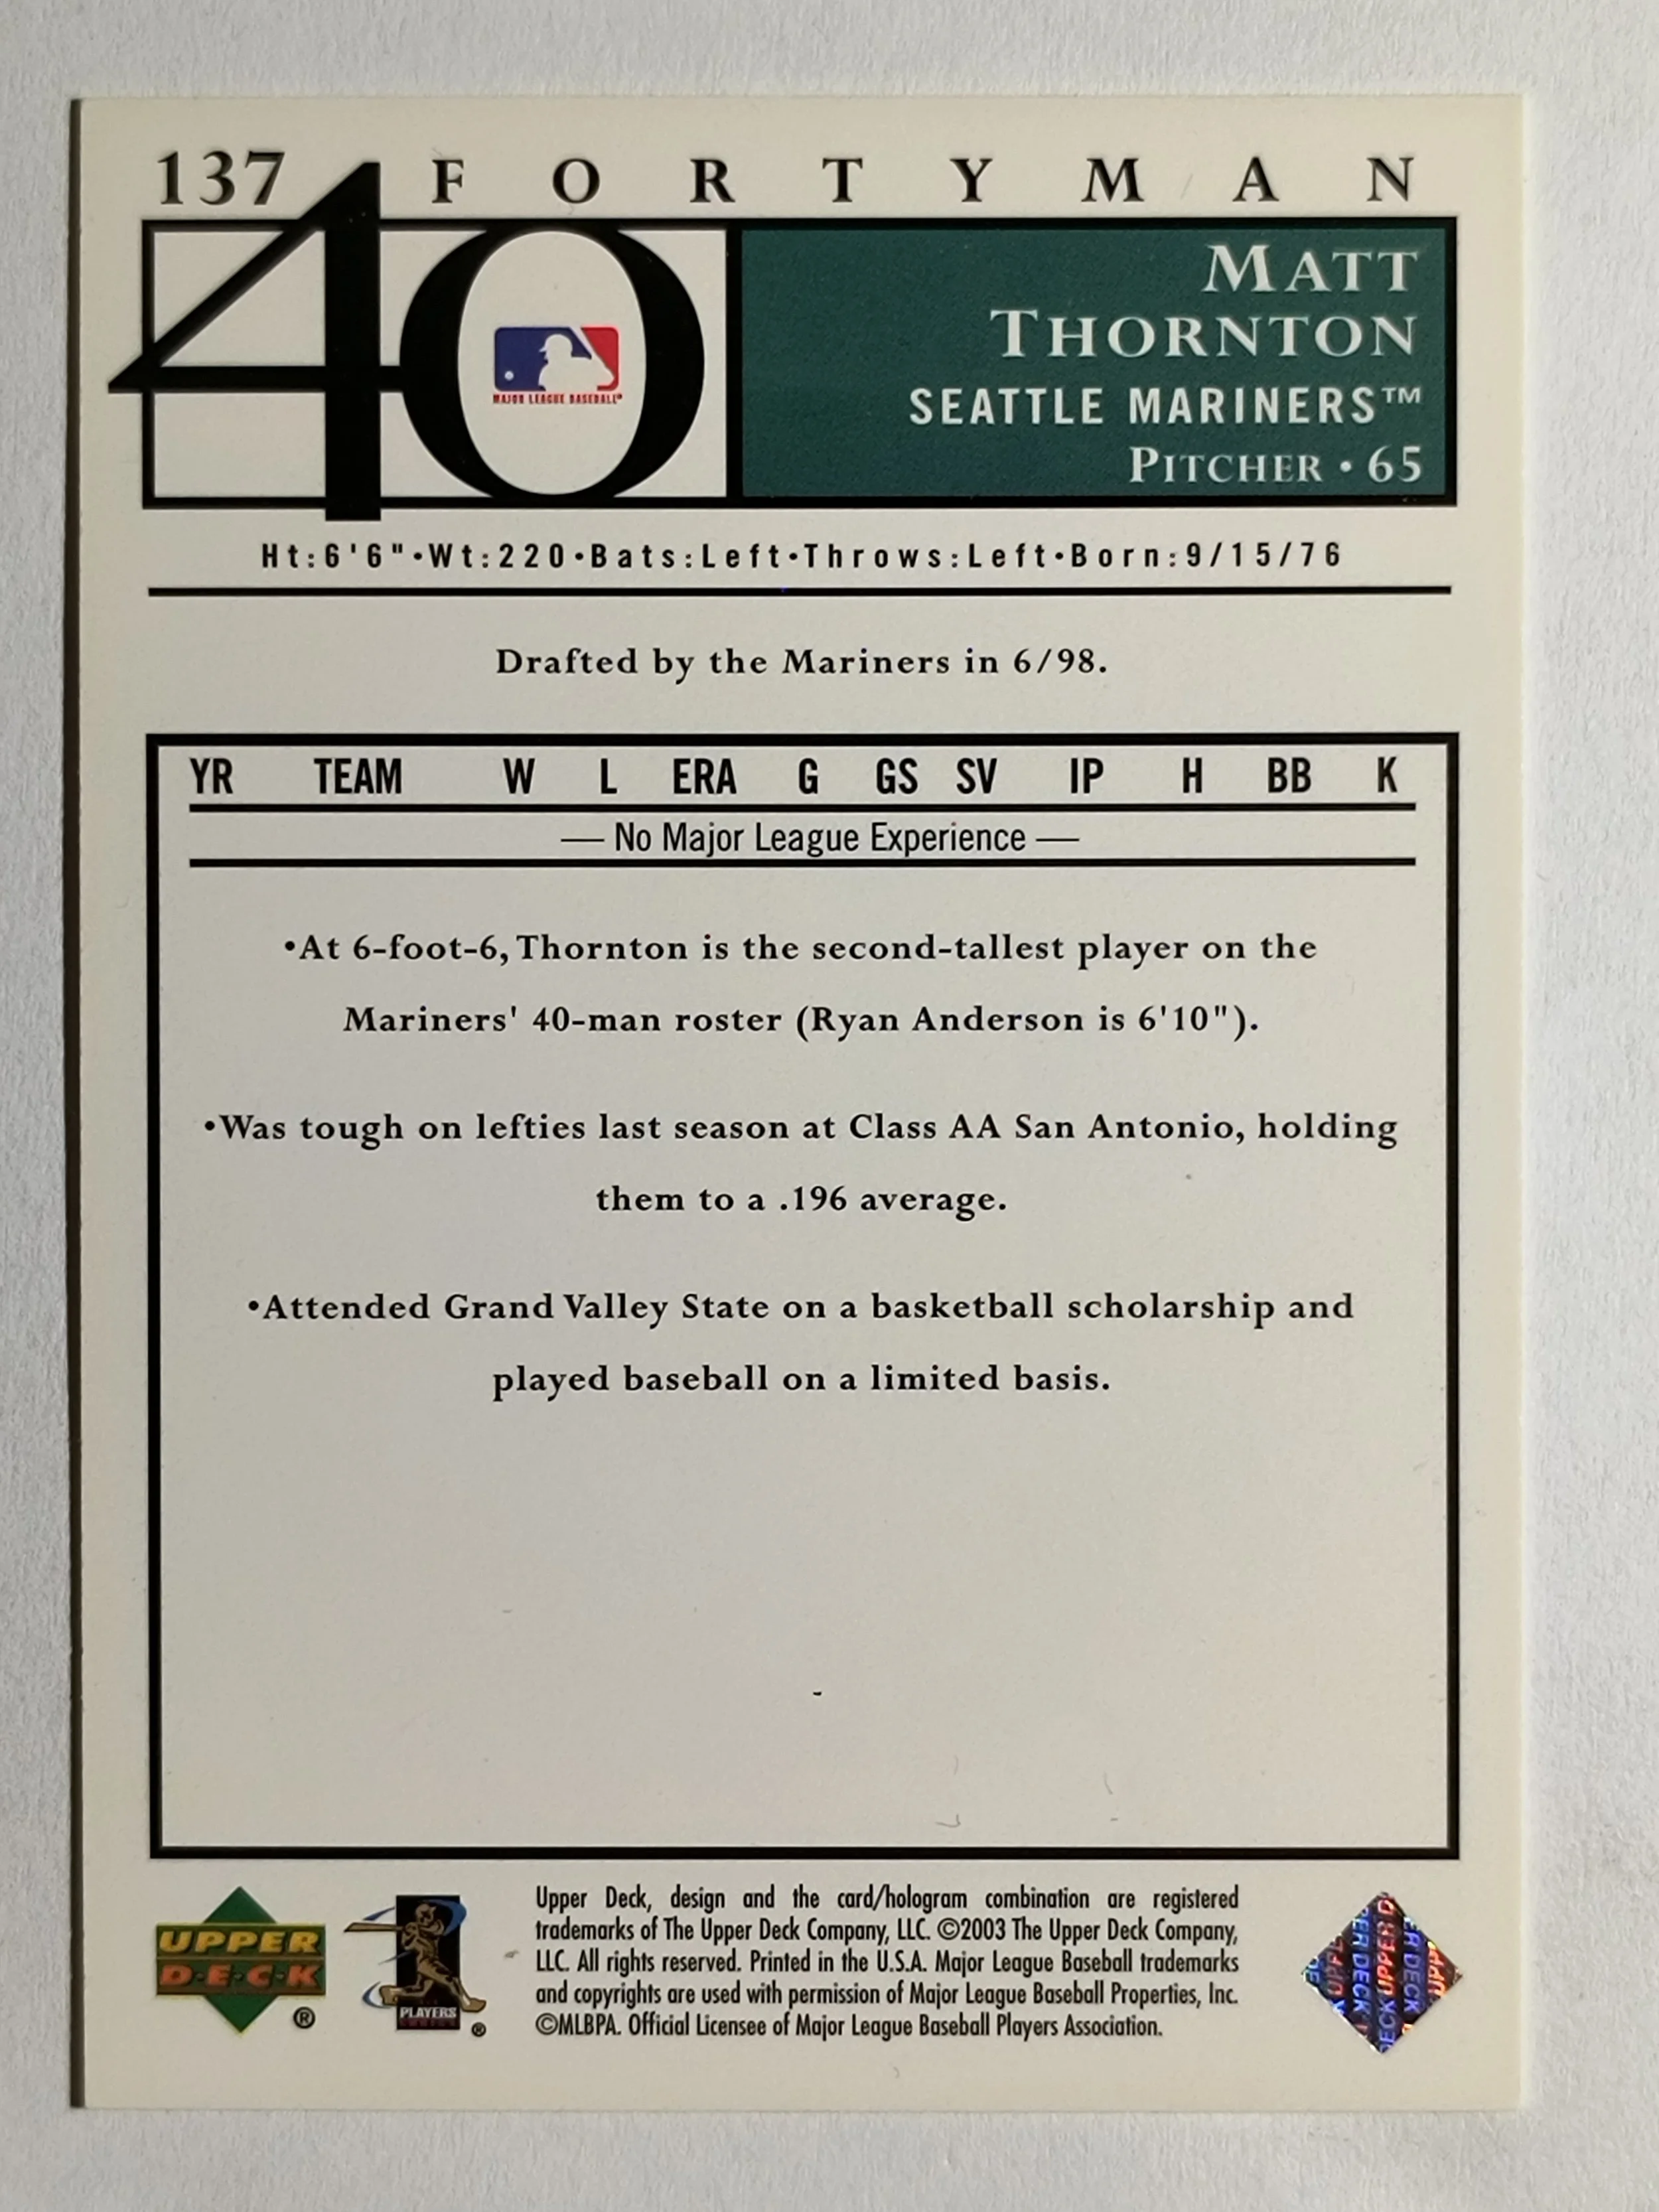 137 FORTY MAN
40
MAJOR LEAGUE BASEBALL®
MATT
THORNTON
SEATTLE MARINERS™
PITCHER • 65
Ht:6'6"•Wt:220•Bats:Left•Throws:Left•Born:9/15/76
Drafted by the Mariners in 6/98.
YR TEAM W L ERA G GS SV IP H BB K
— No Major League Experience —
•At 6-foot-6, Thornton is the second-tallest player on the
Mariners' 40-man roster (Ryan Anderson is 6'10").
•Was tough on lefties last season at Class AA San Antonio, holding
them to a .196 average.
•Attended Grand Valley State on a basketball scholarship and
played baseball on a limited basis.
UPPER
D·E·C·K
®
PLAYERS
®
Upper Deck, design and the card/hologram combination are registered
trademarks of The Upper Deck Company, LLC. ©2003 The Upper Deck Company,
LLC. All rights reserved. Printed in the U.S.A. Major League Baseball trademarks
and copyrights are used with permission of Major League Baseball Properties, Inc.
©MLBPA. Official Licensee of Major League Baseball Players Association.
UPPER DECK